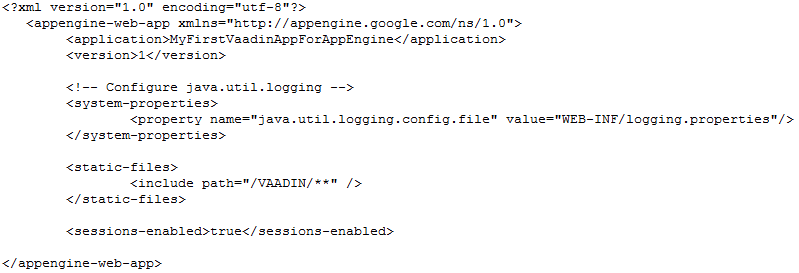 <?xml version="1.0" encoding="utf-8"?>
<appengine-web-app xmlns="http://appengine.google.com/ns/1.0">
<application>MyFirstVaadinAppForAppEngine</application>
<version>1</version>
<!-- Configure java.util.logging -->
<system-properties>
<property name="java.util.logging.config.file" value="WEB-INF/logging.properties"/>
</system-properties>
<static-files>
<include path="/VAADIN/**" />
</static-files>
<sessions-enabled>true</sessions-enabled>
</appengine-web-app>